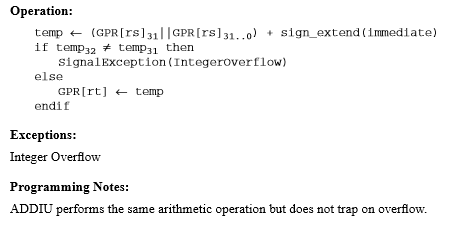 Operation:
temp ← (GPR[rs]31||GPR[rs]31..0) + sign_extend(immediate)
if temp32 ≠ temp31 then
SignalException(IntegerOverflow)
else
GPR[rt] ← temp
endif
Exceptions:
Integer Overflow
Programming Notes:
ADDIU performs the same arithmetic operation but does not trap on overflow.